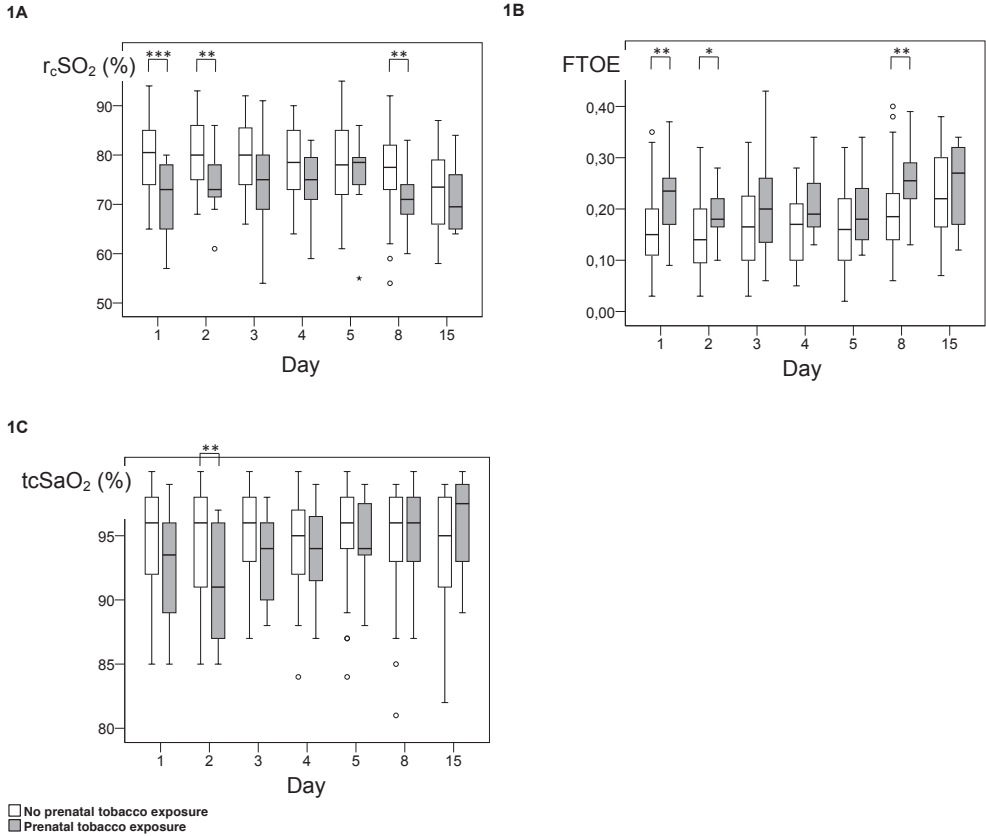 1A
rcSO2 (%)
*** ** **
90
80
70
60
50
*
1 2 3 4 5 8 15
Day
1B
FTOE
** * **
0,40
0,30
0,20
0,10
0,00
1 2 3 4 5 8 15
Day
1C
tcSaO2 (%)
**
95
90
85
80
1 2 3 4 5 8 15
Day
No prenatal tobacco exposure
Prenatal tobacco exposure